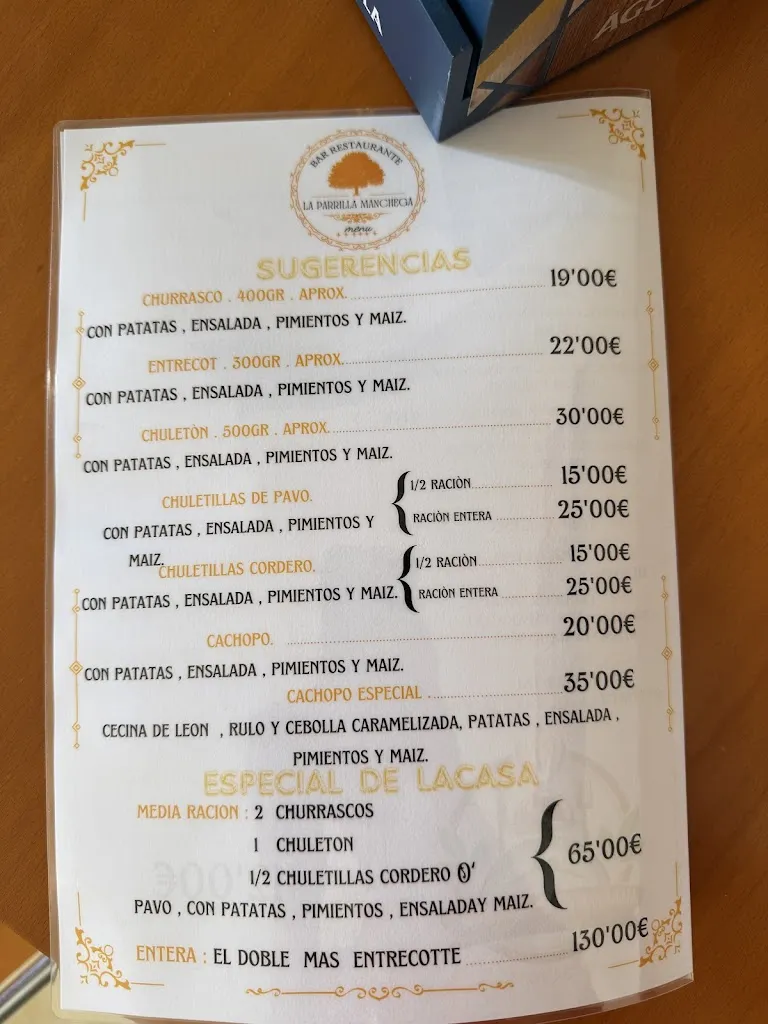 LA
AGU
BAR RESTAURANTE
LA PARRILLA MANCHEGA
menu
SUGERENCIAS
CHURRASCO . 400GR . APROX. 19'00€
CON PATATAS , ENSALADA , PIMIENTOS Y MAIZ.
ENTRECOT . 300GR . APROX. 22'00€
CON PATATAS , ENSALADA , PIMIENTOS Y MAIZ.
CHULETÒN . 500GR . APROX. 30'00€
CON PATATAS , ENSALADA , PIMIENTOS Y MAIZ.
CHULETILLAS DE PAVO. { 1/2 RACIÒN 15'00€
CON PATATAS , ENSALADA , PIMIENTOS Y RACIÒN ENTERA 25'00€
MAIZ.
CHULETILLAS CORDERO. { 1/2 RACIÒN 15'00€
CON PATATAS , ENSALADA , PIMIENTOS Y MAIZ. RACIÒN ENTERA 25'00€
CACHOPO. 20'00€
CON PATATAS , ENSALADA , PIMIENTOS Y MAIZ.
CACHOPO ESPECIAL 35'00€
CECINA DE LEON , RULO Y CEBOLLA CARAMELIZADA, PATATAS , ENSALADA ,
PIMIENTOS Y MAIZ.
ESPECIAL DE LACASA
MEDIA RACION : 2 CHURRASCOS
1 CHULETON
1/2 CHULETILLAS CORDERO O' } 65'00€
PAVO , CON PATATAS , PIMIENTOS , ENSALADAY MAIZ.
ENTERA : EL DOBLE MAS ENTRECOTTE 130'00€